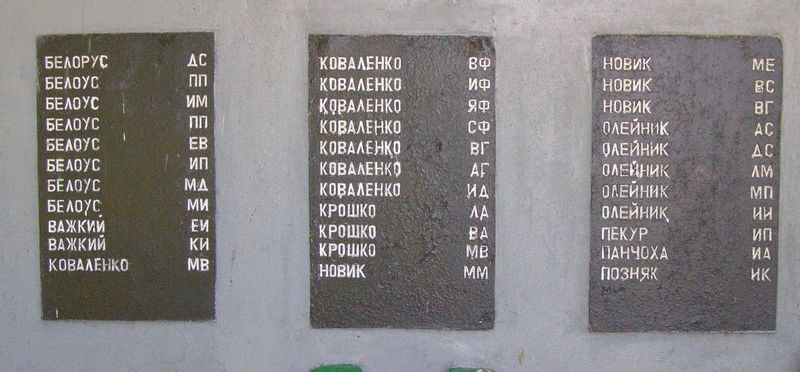 БЕЛОРУС ДС
БЕЛОУС ПП
БЕЛОУС ИМ
БЕЛОУС ПП
БЕЛОУС ЕВ
БЕЛОУС ИП
БЕЛОУС МД
БЕЛОУС МИ
ВАЖКИЙ ЕИ
ВАЖКИЙ КИ
КОВАЛЕНКО МВ
КОВАЛЕНКО ВФ
КОВАЛЕНКО ИФ
КОВАЛЕНКО ЯФ
КОВАЛЕНКО СФ
КОВАЛЕНКО ВГ
КОВАЛЕНКО АГ
КОВАЛЕНКО ИД
КРОШКО ЛА
КРОШКО ВА
КРОШКО МВ
НОВИК ММ
НОВИК МЕ
НОВИК ВС
НОВИК ВГ
ОЛЕЙНИК АС
ОЛЕЙНИК ДС
ОЛЕЙНИК ЛМ
ОЛЕЙНИК МП
ОЛЕЙНИК ИИ
ПЕКУР ИП
ПАНЧОХА ИА
ПОЗНЯК ИК